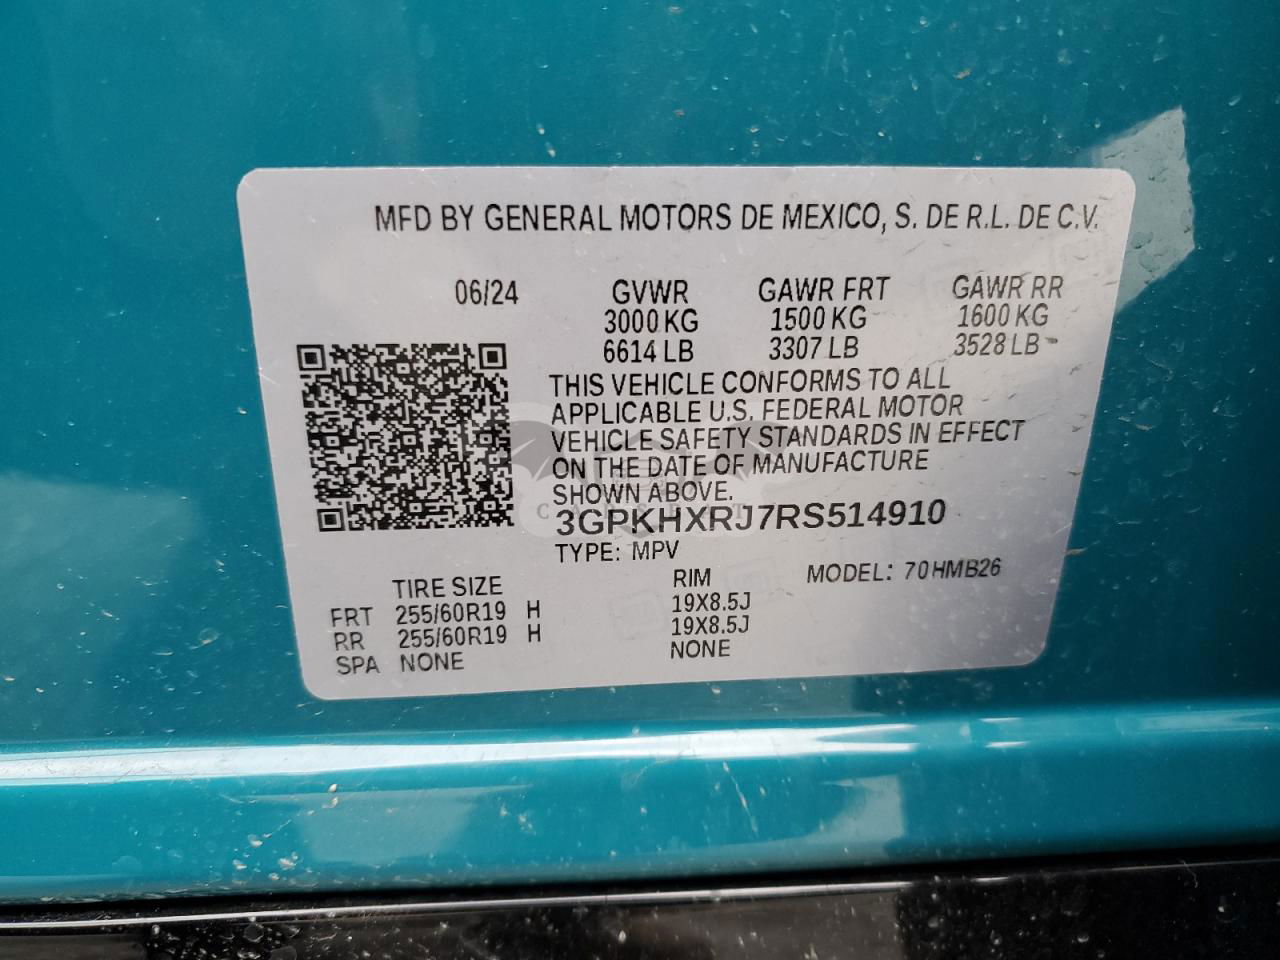 MFD BY GENERAL MOTORS DE MEXICO, S. DE R.L. DE C.V.
06/24 GVWR GAWR FRT GAWR RR
3000 KG 1500 KG 1600 KG
6614 LB 3307 LB 3528 LB
THIS VEHICLE CONFORMS TO ALL
APPLICABLE U.S. FEDERAL MOTOR
VEHICLE SAFETY STANDARDS IN EFFECT
ON THE DATE OF MANUFACTURE
SHOWN ABOVE.
3GPKHXRJ7RS514910
TYPE: MPV
TIRE SIZE RIM MODEL: 70HMB26
FRT 255/60R19 H 19X8.5J
RR 255/60R19 H 19X8.5J
SPA NONE NONE